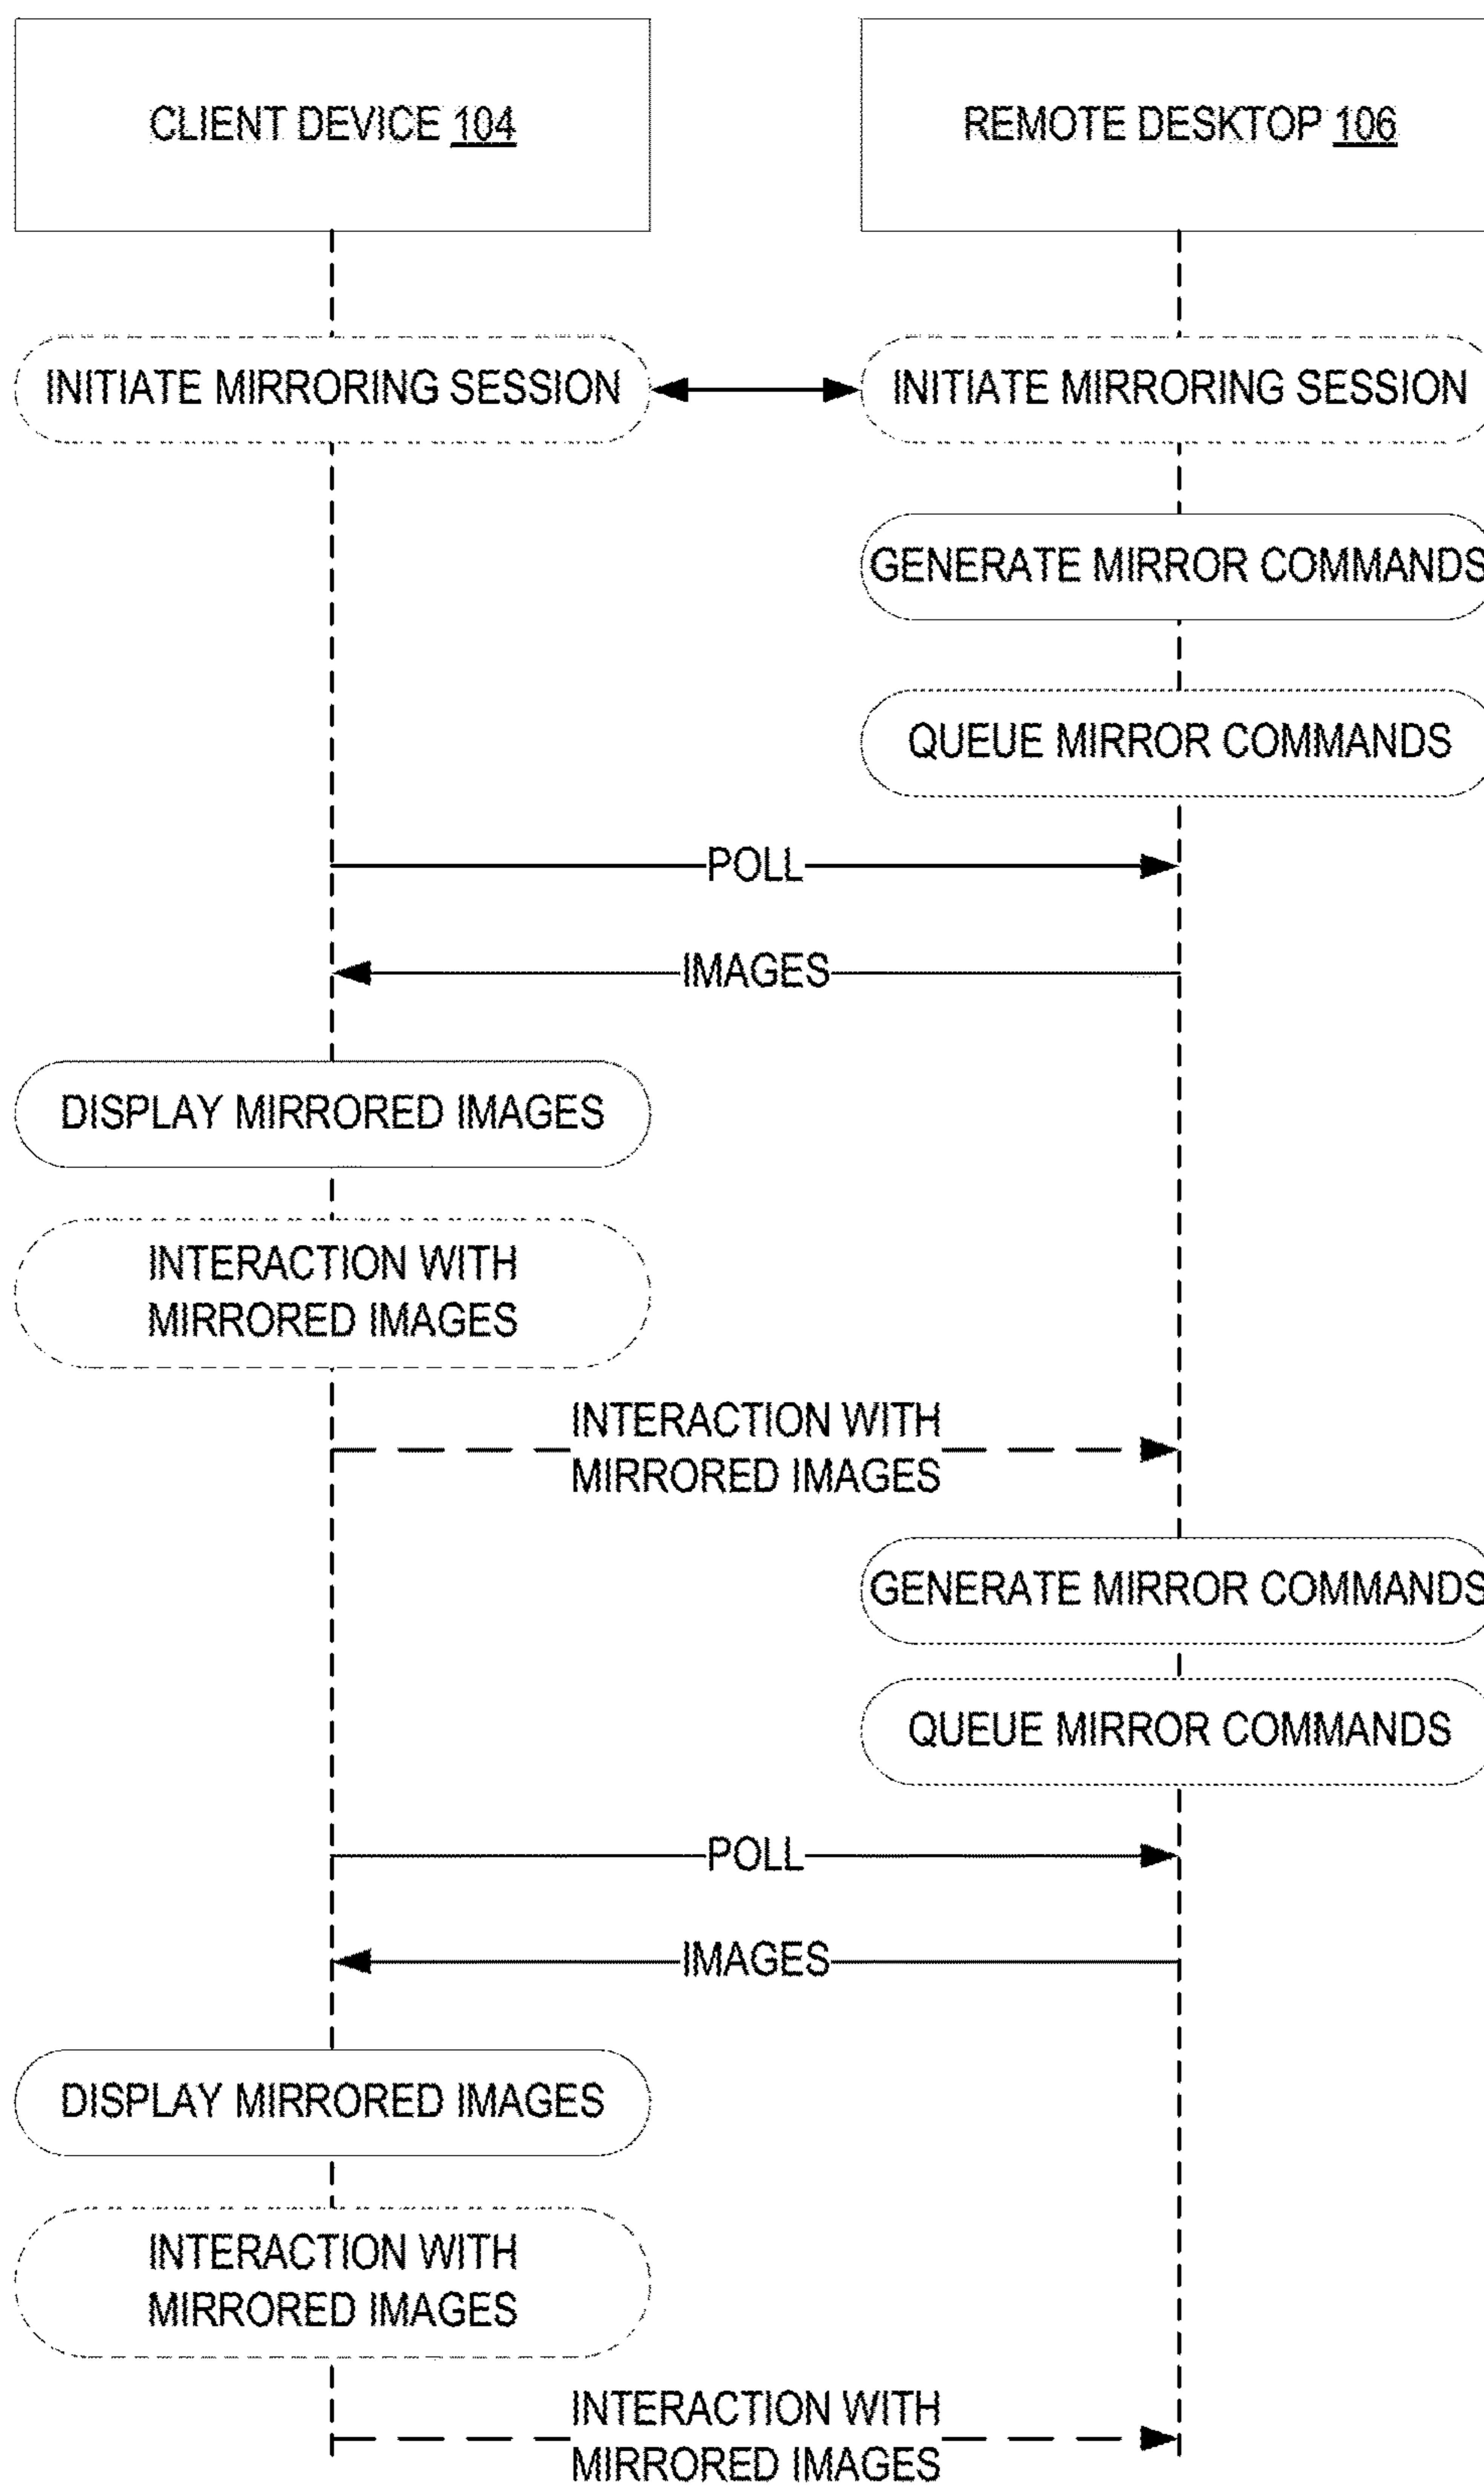 CLIENT DEVICE 104
REMOTE DESKTOP 106
INITIATE MIRRORING SESSION
INITIATE MIRRORING SESSION
GENERATE MIRROR COMMANDS
QUEUE MIRROR COMMANDS
POLL
IMAGES
DISPLAY MIRRORED IMAGES
INTERACTION WITH
MIRRORED IMAGES
INTERACTION WITH
MIRRORED IMAGES
GENERATE MIRROR COMMANDS
QUEUE MIRROR COMMANDS
POLL
IMAGES
DISPLAY MIRRORED IMAGES
INTERACTION WITH
MIRRORED IMAGES
INTERACTION WITH
MIRRORED IMAGES